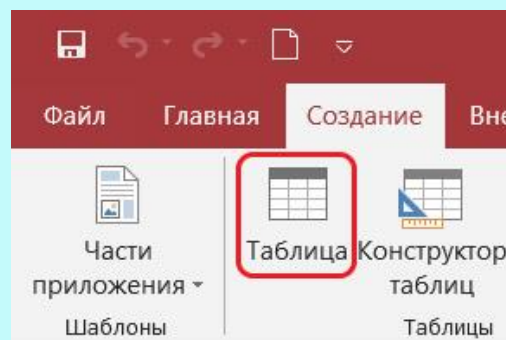 Файл Главная Создание Вне
Части приложения
Таблица
Конструктор таблиц
Шаблоны
Таблицы